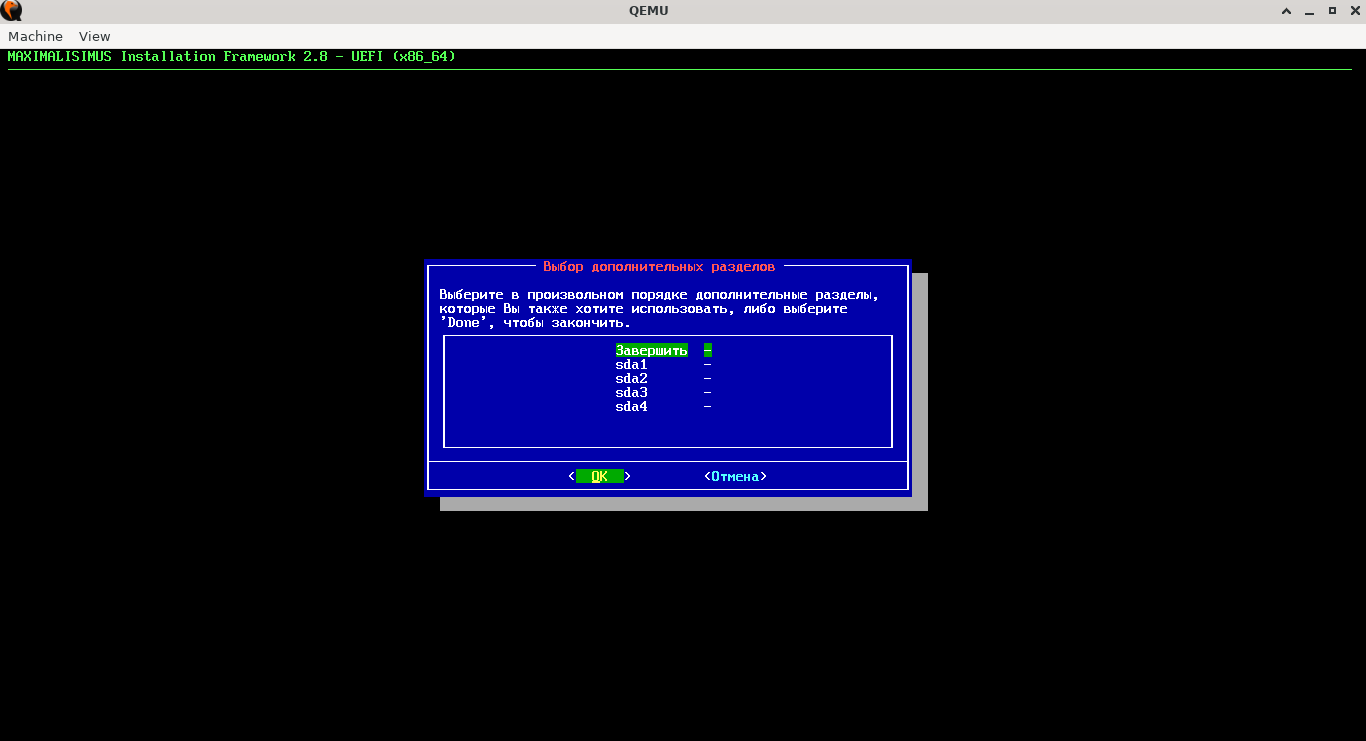 QEMU
Machine View
MAXIMALISIMUS Installation Framework 2.8 - UEFI (x86_64)
Выбор дополнительных разделов
Выберите в произвольном порядке дополнительные разделы,
которые Вы также хотите использовать, либо выберите
'Done', чтобы закончить.
Завершить -
sda1 -
sda2 -
sda3 -
sda4 -
< OK > <Отмена>